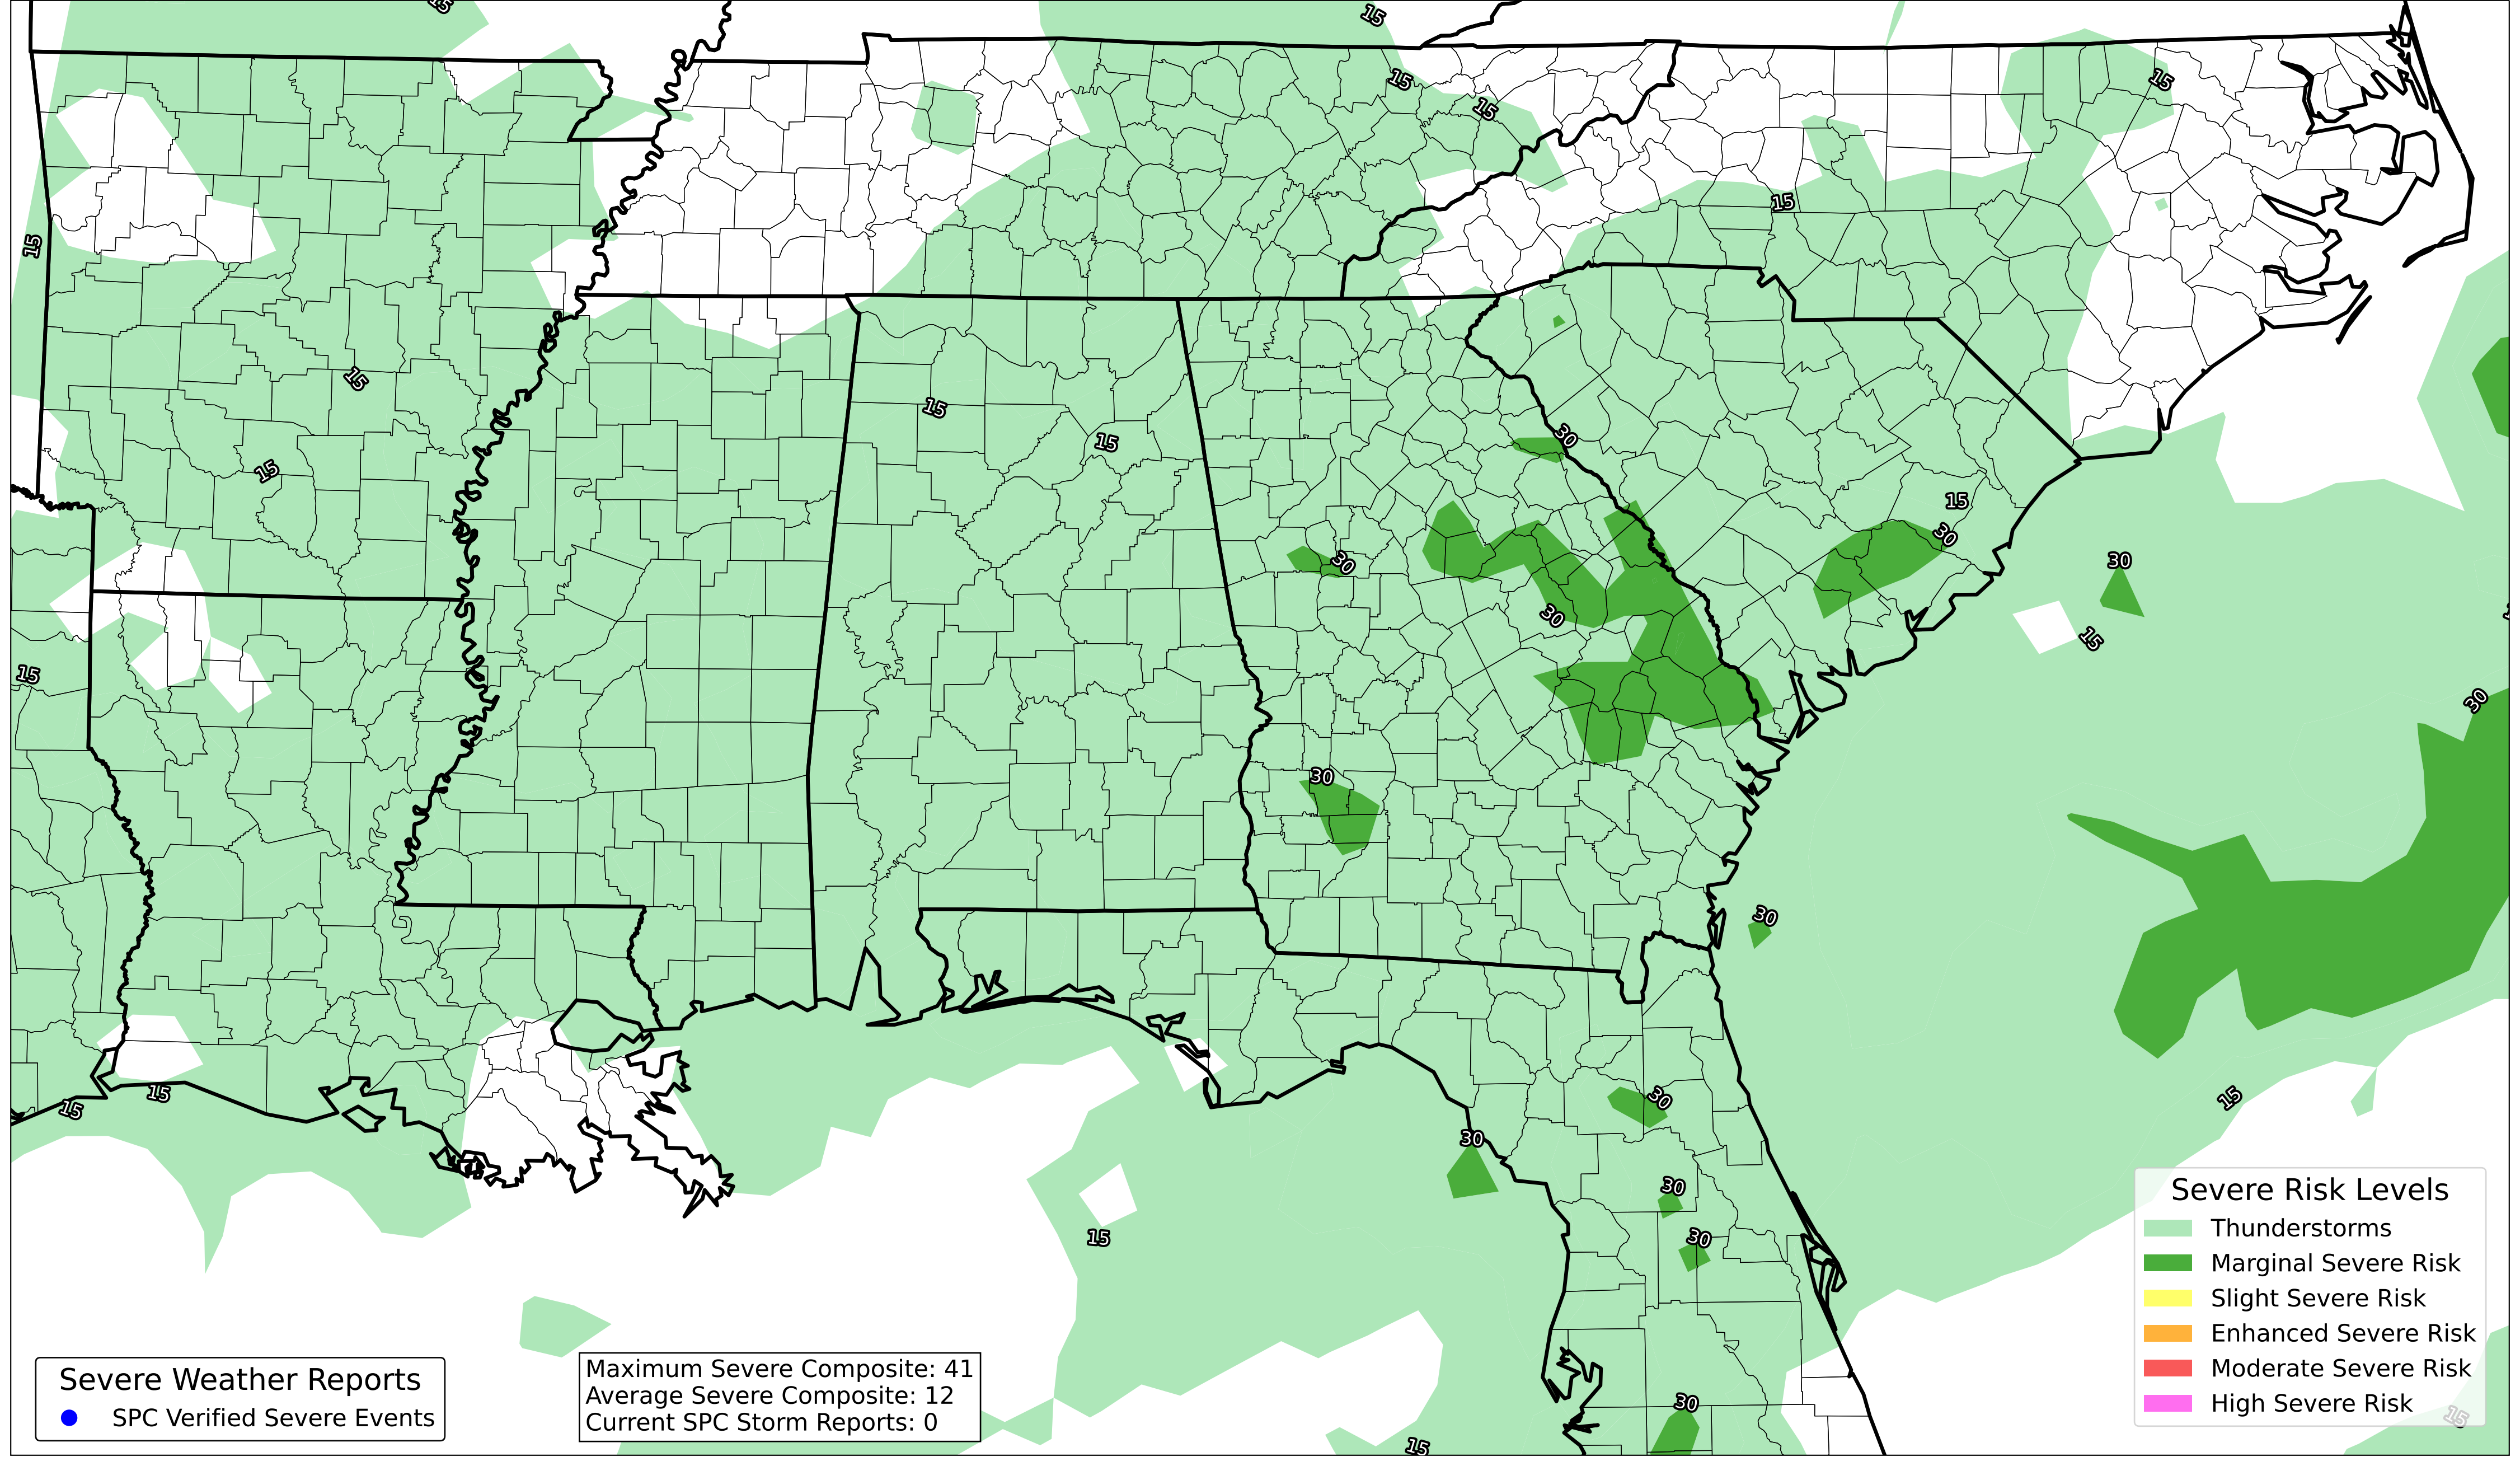 15
15
15
15
15
15
15
15
15
15
15
30
15
30
30
30
30
15
15
30
30
30
15
15
15
30
30
15
30
30
15
15
Severe Risk Levels
Thunderstorms
Marginal Severe Risk
Slight Severe Risk
Enhanced Severe Risk
Moderate Severe Risk
High Severe Risk
15
Severe Weather Reports
SPC Verified Severe Events
Maximum Severe Composite: 41
Average Severe Composite: 12
Current SPC Storm Reports: 0